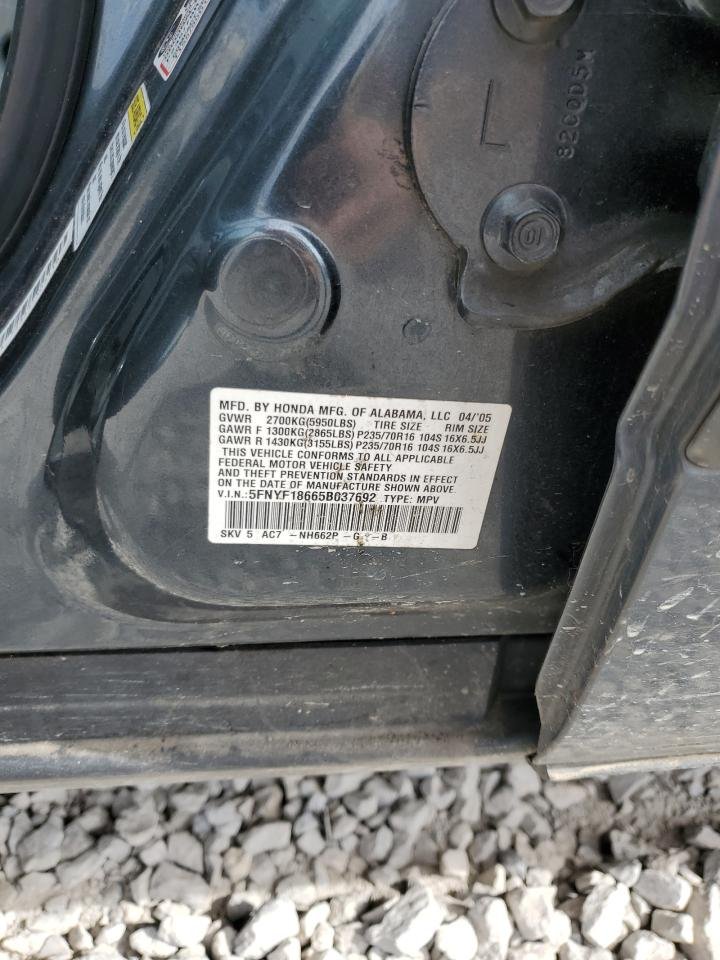 L
82C0D5M
01
MFD. BY HONDA MFG. OF ALABAMA, LLC 04/'05
GVWR 2700KG(5950LBS) TIRE SIZE RIM SIZE
GAWR F 1300KG(2865LBS) P235/70R16 104S 16X6.5JJ
GAWR R 1430KG(3155LBS) P235/70R16 104S 16X6.5JJ
THIS VEHICLE CONFORMS TO ALL APPLICABLE
FEDERAL MOTOR VEHICLE SAFETY
AND THEFT PREVENTION STANDARDS IN EFFECT
ON THE DATE OF MANUFACTURE SHOWN ABOVE.
V.I.N.:5FNYF18665B037692 TYPE: MPV
SKV 5 AC7 -NH662P -G -B